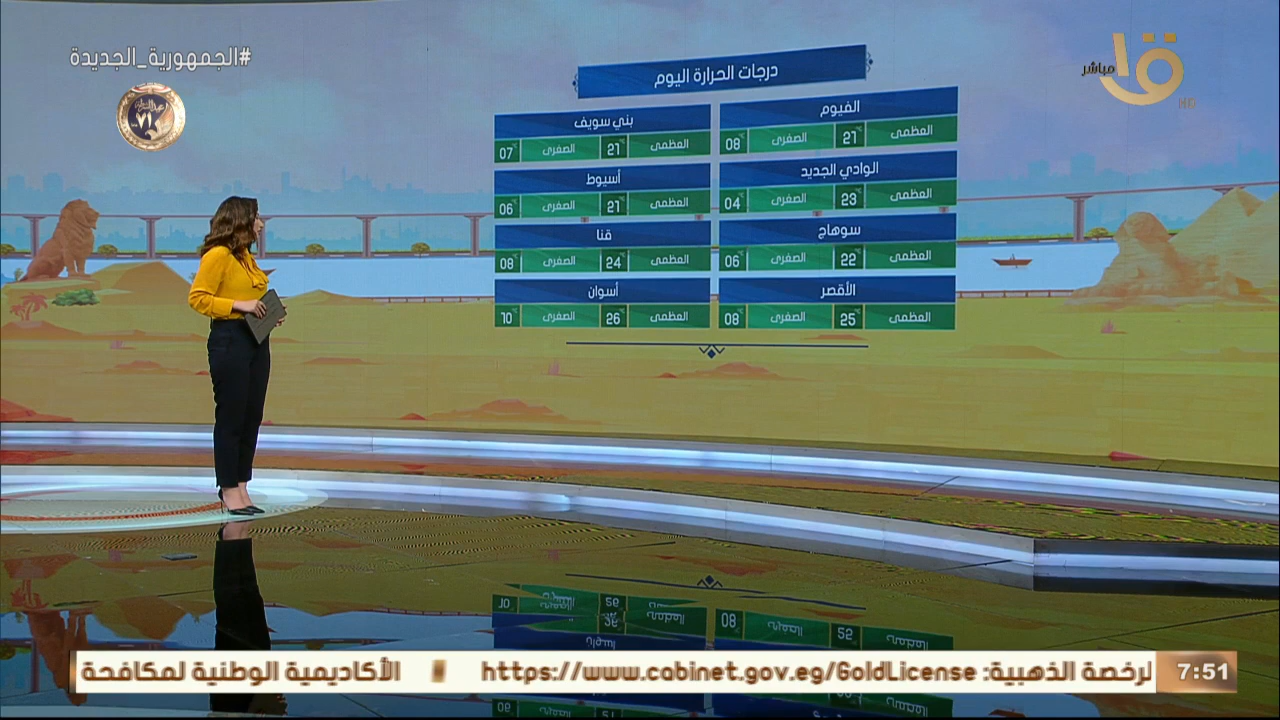 #الجمهورية_الجديدة
مباشر
HD
٧١
درجات الحرارة اليوم
الفيوم
العظمى 21 الصغرى 08
بني سويف
العظمى 21 الصغرى 07
الوادي الجديد
العظمى 23 الصغرى 04
أسيوط
العظمى 21 الصغرى 06
سوهاج
العظمى 22 الصغرى 06
قنا
العظمى 24 الصغرى 08
الأقصر
العظمى 25 الصغرى 08
أسوان
العظمى 26 الصغرى 10
7:51 لرخصة الذهبية: https://www.cabinet.gov.eg/GoldLicense الأكاديمية الوطنية لمكافحة